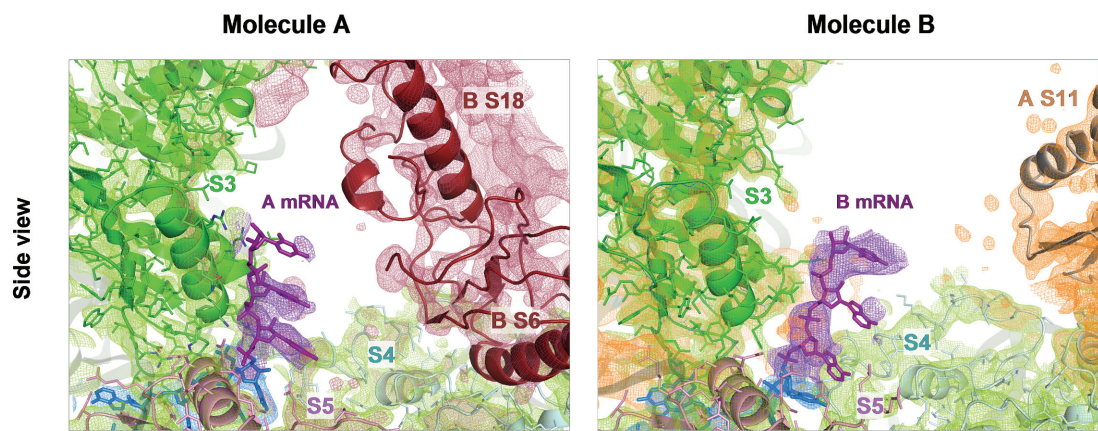 Molecule A
Molecule B
Side view
S3
A mRNA
B S18
B S6
S4
S5
S3
B mRNA
A S11
S4
S5